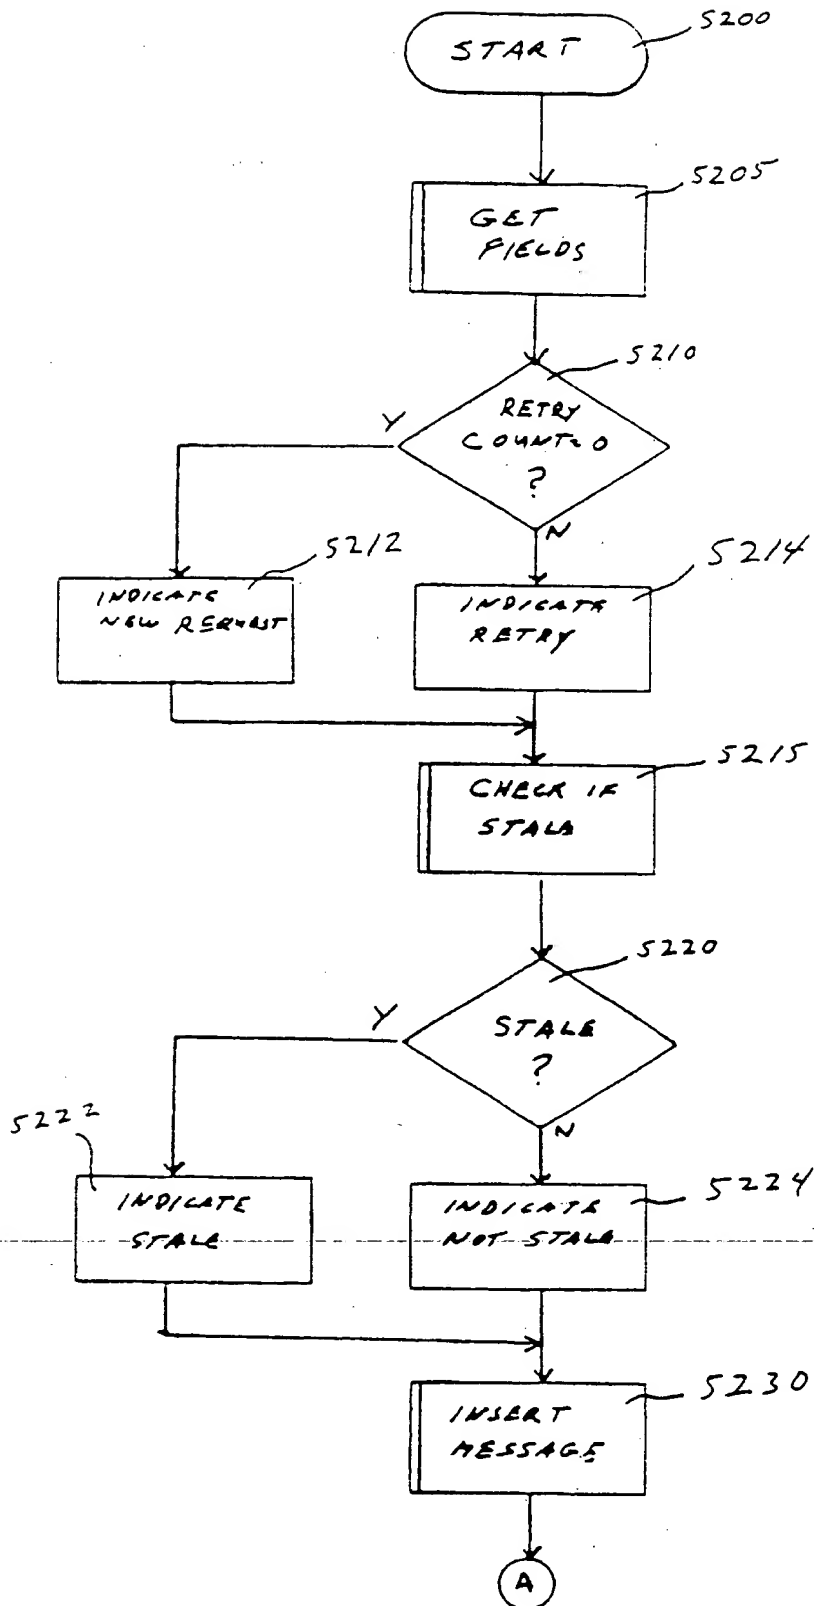 START
5200
GET
FIELDS
5205
RETRY
COUNT=0
?
5210
Y
N
INDICATE
NEW REQUEST
5212
INDICATE
RETRY
5214
CHECK IF
STALE
5215
STALE
?
5220
Y
N
INDICATE
STALE
5222
INDICATE
NOT STALE
5224
INSERT
MESSAGE
5230
A